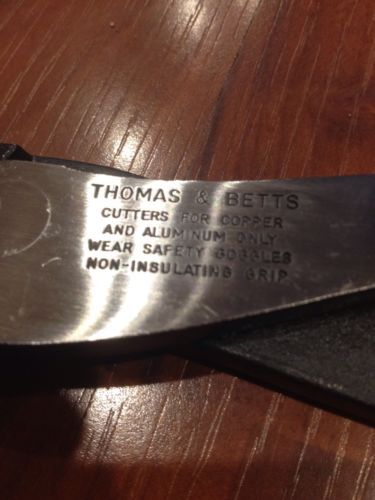 THOMAS & BETTS
CUTTERS FOR COPPER
AND ALUMINUM ONLY
WEAR SAFETY GOGGLES
NON-INSULATING GRIP